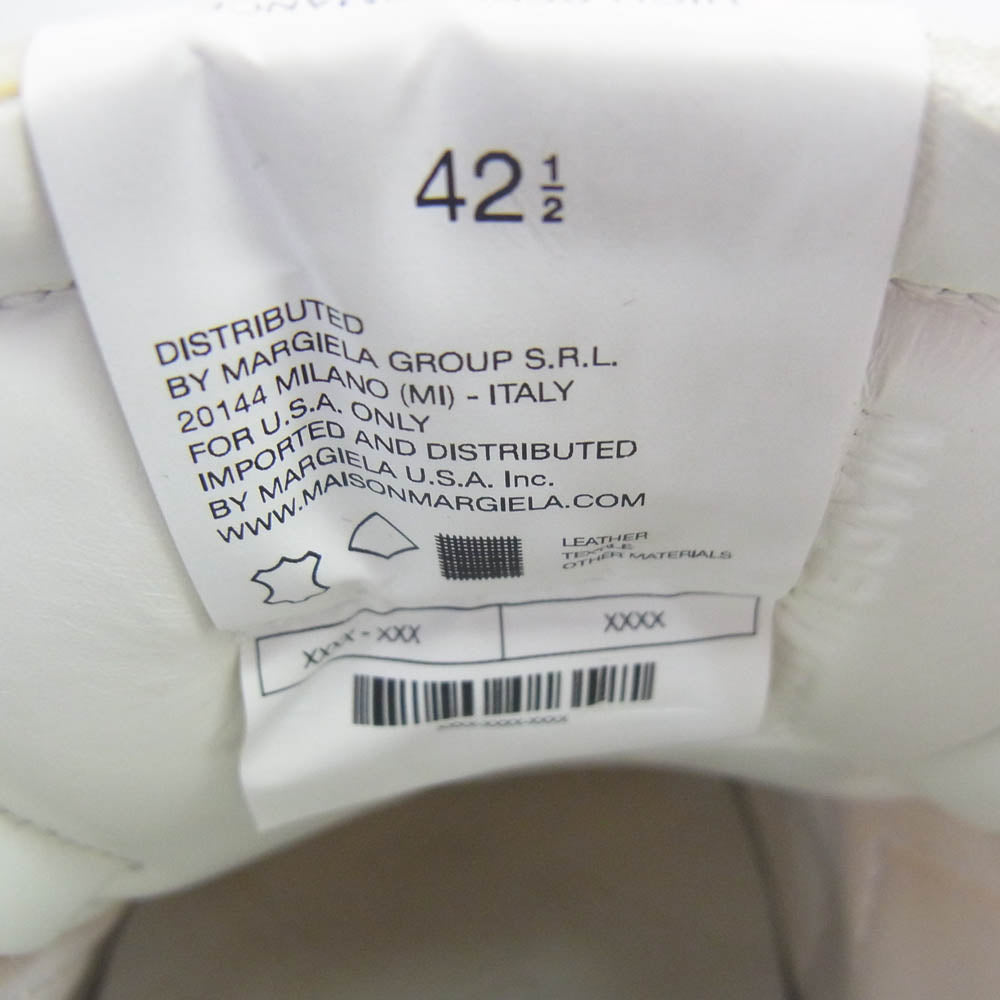 42 1/2
DISTRIBUTED
BY MARGIELA GROUP S.R.L.
20144 MILANO (MI) - ITALY
FOR U.S.A. ONLY
IMPORTED AND DISTRIBUTED
BY MARGIELA U.S.A. Inc.
WWW.MAISONMARGIELA.COM
LEATHER
TEXTILE
OTHER MATERIALS
XXXX - XXX XXXX